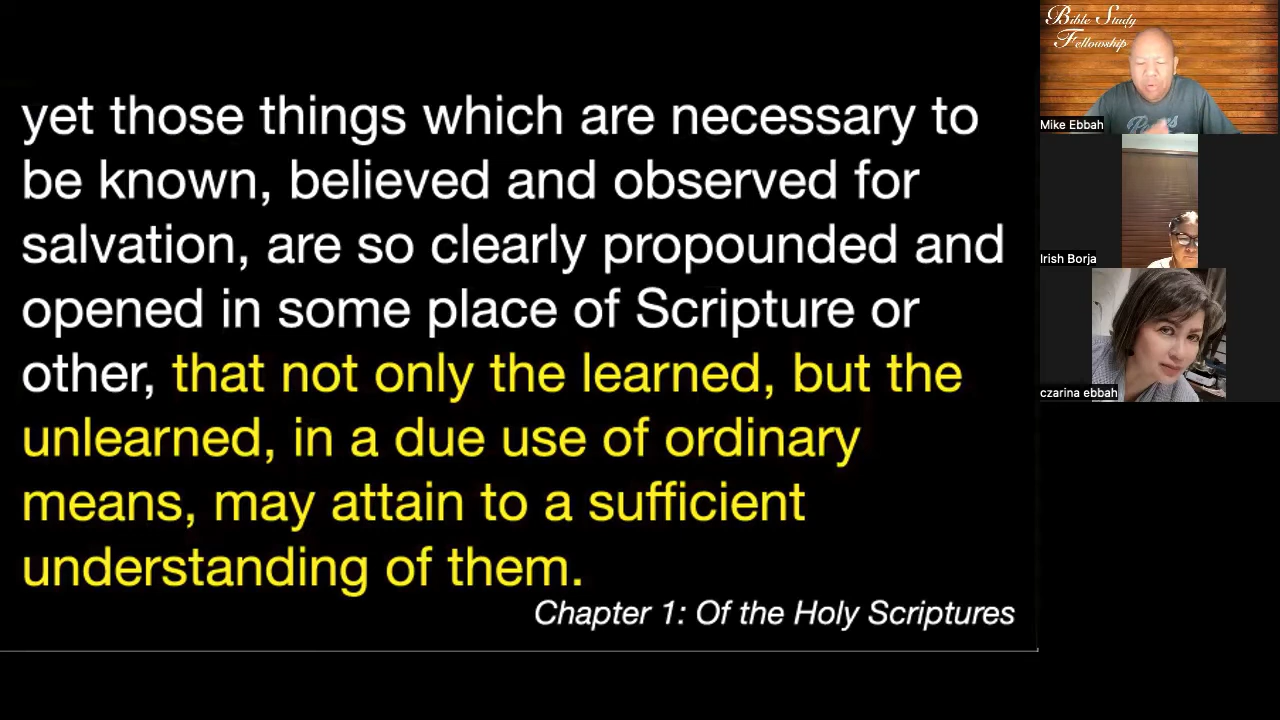 yet those things which are necessary to
be known, believed and observed for
salvation, are so clearly propounded and
opened in some place of Scripture or
other, that not only the learned, but the
unlearned, in a due use of ordinary
means, may attain to a sufficient
understanding of them.
Chapter 1: Of the Holy Scriptures
Bible Study
Fellowship
Mike Ebbah
Irish Borja
czarina ebbah